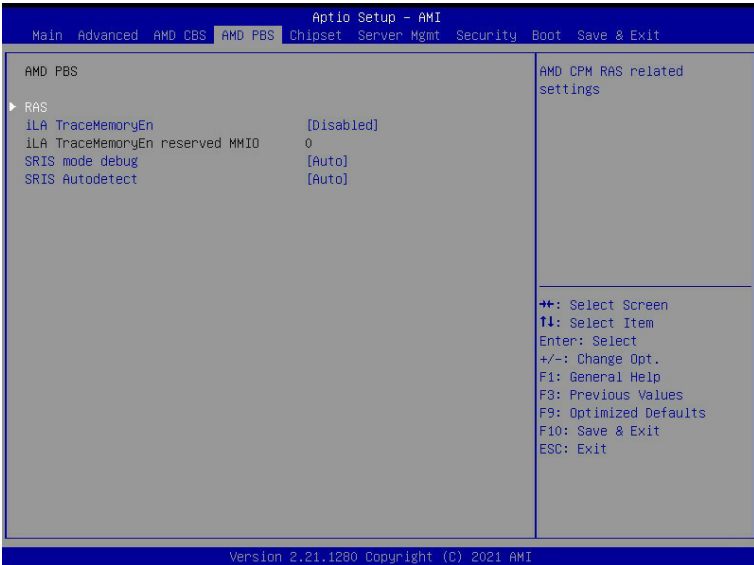 Aptio Setup - AMI
Main Advanced AMD CBS AMD PBS Chipset Server Mgmt Security Boot Save & Exit
AMD PBS
RAS
iLA TraceMemoryEn [Disabled]
iLA TraceMemoryEn reserved MMIO 0
SRIS mode debug [Auto]
SRIS Autodetect [Auto]
AMD CPM RAS related
settings
→←: Select Screen
↑↓: Select Item
Enter: Select
+/-: Change Opt.
F1: General Help
F3: Previous Values
F9: Optimized Defaults
F10: Save & Exit
ESC: Exit
Version 2.21.1280 Copyright (C) 2021 AMI